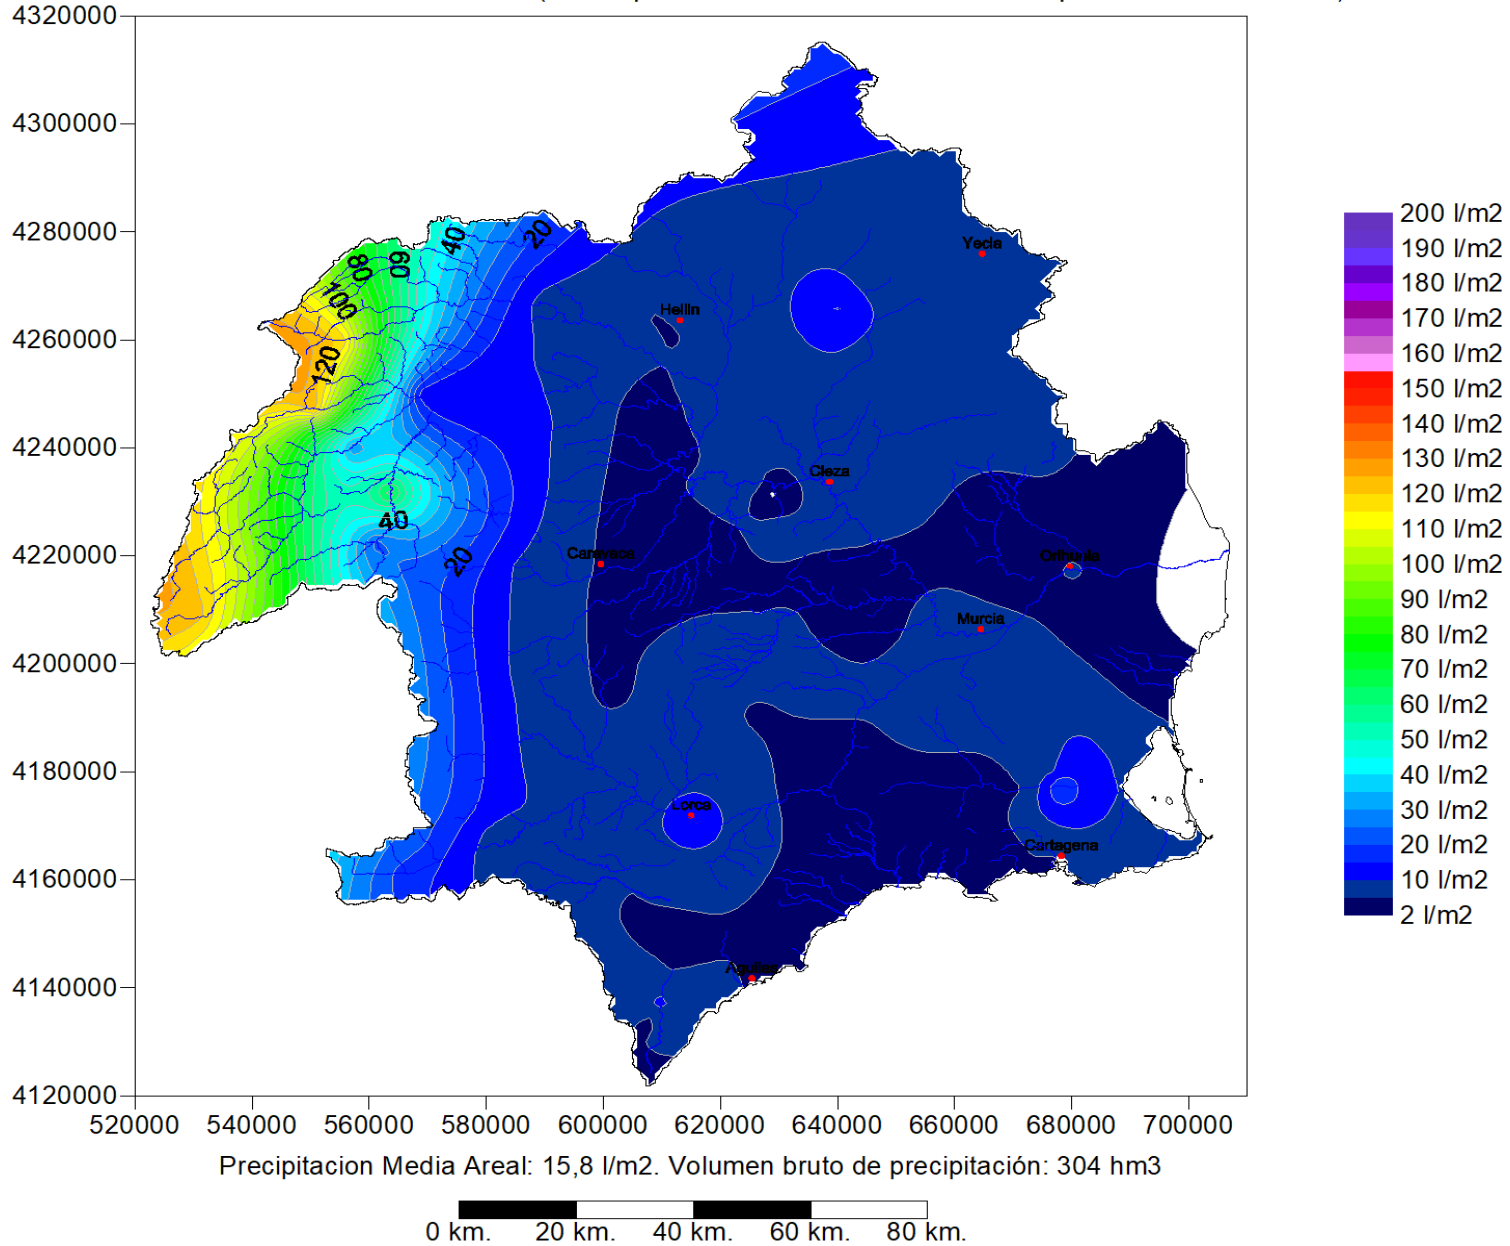 4320000
4300000
4280000
4260000
4240000
4220000
4200000
4180000
4160000
4140000
4120000
520000 540000 560000 580000 600000 620000 640000 660000 680000 700000
20
40
60
80
100
120
40
20
Yecla
Hellin
Cieza
Caravaca
Orihuela
Murcia
Lorca
Cartagena
Aguilas
200 l/m2
190 l/m2
180 l/m2
170 l/m2
160 l/m2
150 l/m2
140 l/m2
130 l/m2
120 l/m2
110 l/m2
100 l/m2
90 l/m2
80 l/m2
70 l/m2
60 l/m2
50 l/m2
40 l/m2
30 l/m2
20 l/m2
10 l/m2
2 l/m2
Precipitacion Media Areal: 15,8 l/m2. Volumen bruto de precipitación: 304 hm3
0 km. 20 km. 40 km. 60 km. 80 km.